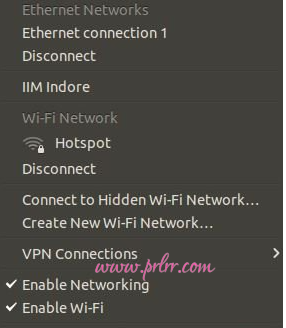 Ethernet Networks
Ethernet connection 1
Disconnect
IIM Indore
Wi-Fi Network
Hotspot
Disconnect
Connect to Hidden Wi-Fi Network...
Create New Wi-Fi Network...
VPN Connections
www.prlrr.com
Enable Networking
Enable Wi-Fi